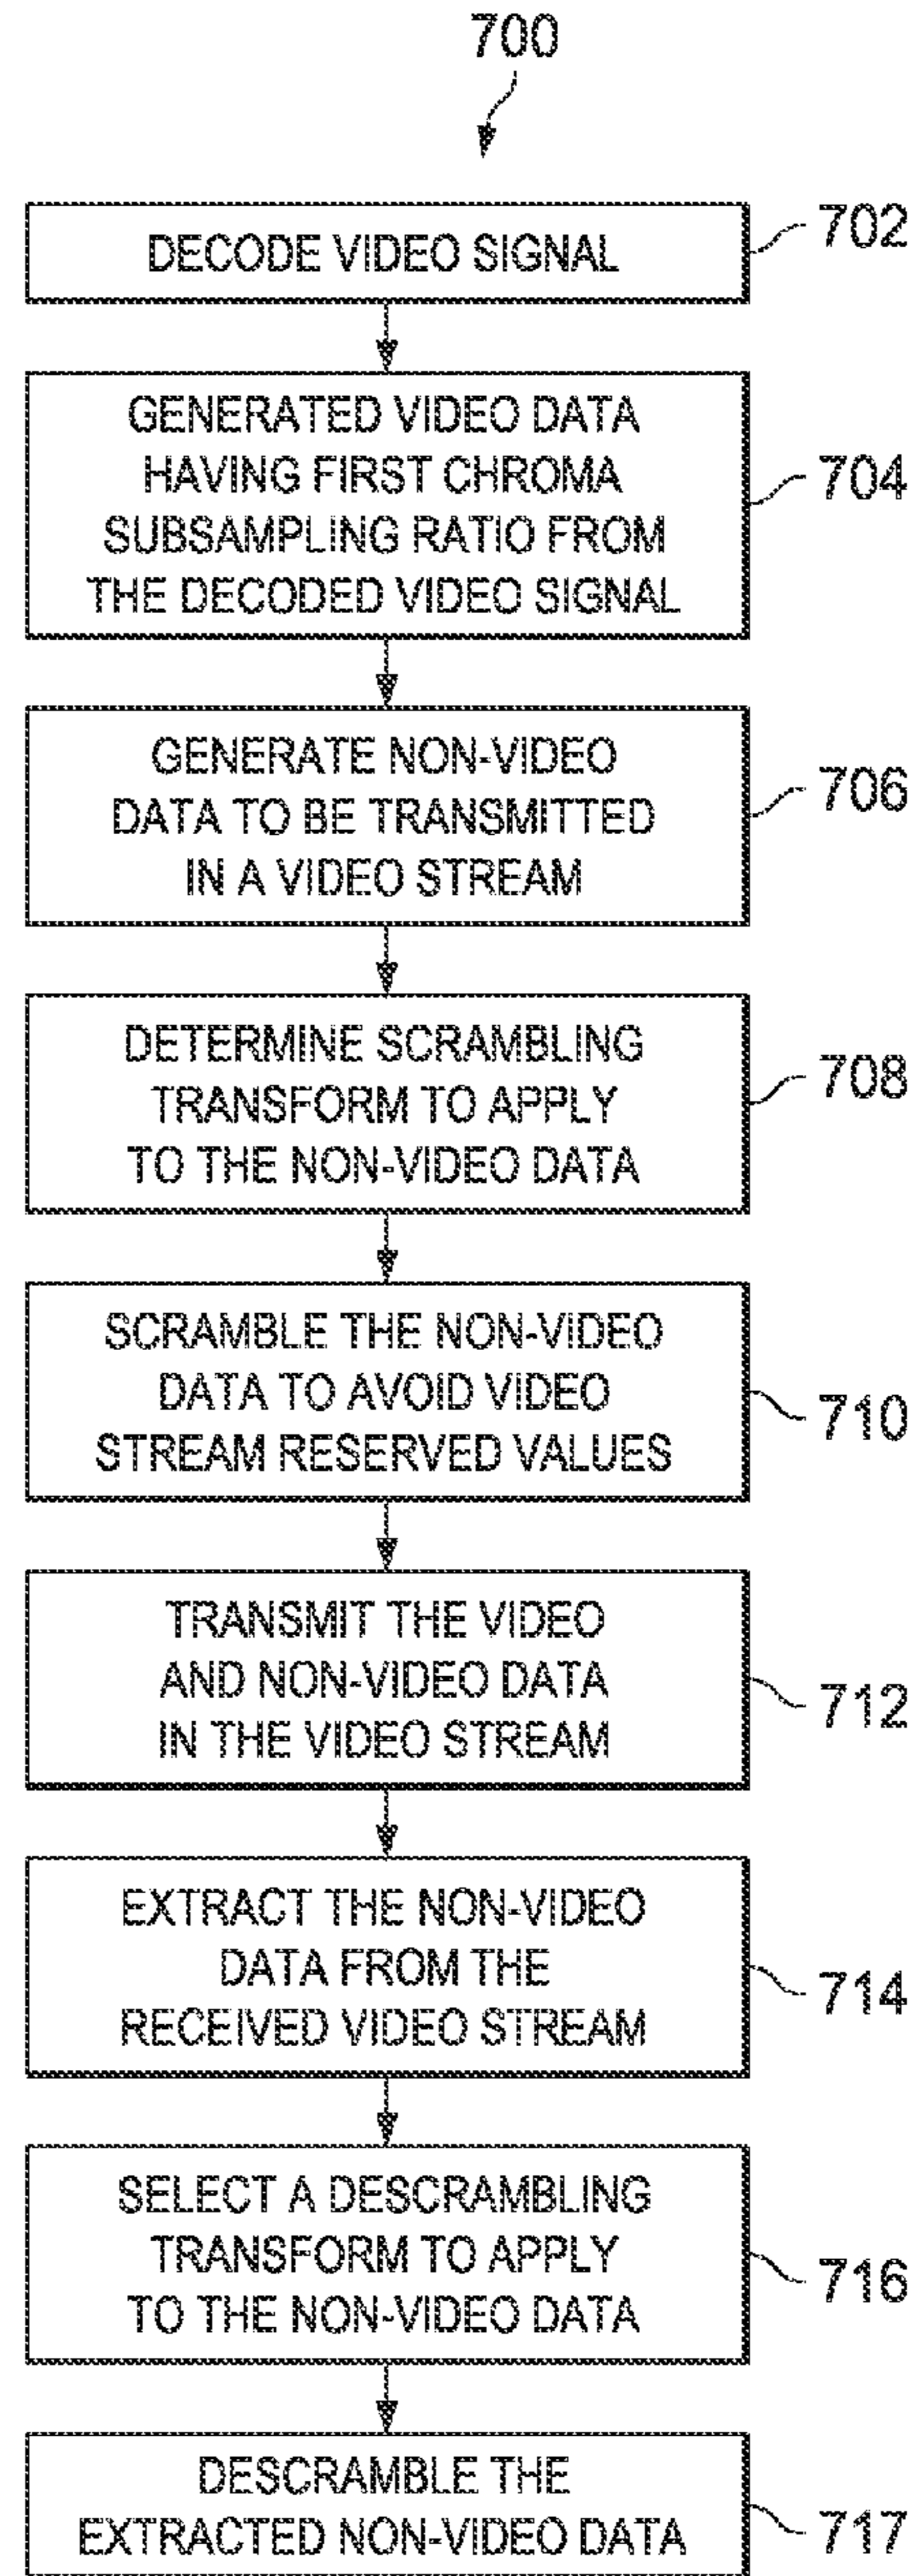 700
DECODE VIDEO SIGNAL
702
GENERATED VIDEO DATA
HAVING FIRST CHROMA
SUBSAMPLING RATIO FROM
THE DECODED VIDEO SIGNAL
704
GENERATE NON-VIDEO
DATA TO BE TRANSMITTED
IN A VIDEO STREAM
706
DETERMINE SCRAMBLING
TRANSFORM TO APPLY
TO THE NON-VIDEO DATA
708
SCRAMBLE THE NON-VIDEO
DATA TO AVOID VIDEO
STREAM RESERVED VALUES
710
TRANSMIT THE VIDEO
AND NON-VIDEO DATA
IN THE VIDEO STREAM
712
EXTRACT THE NON-VIDEO
DATA FROM THE
RECEIVED VIDEO STREAM
714
SELECT A DESCRAMBLING
TRANSFORM TO APPLY
TO THE NON-VIDEO DATA
716
DESCRAMBLE THE
EXTRACTED NON-VIDEO DATA
717